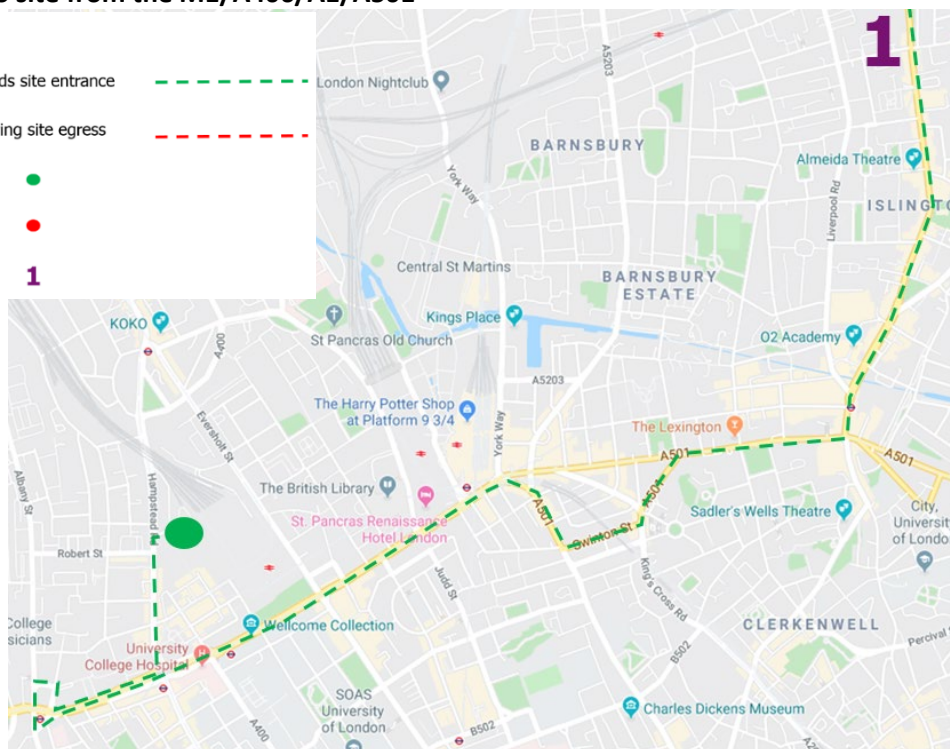 site from the M1/A406/A1/A501
ds site entrance
ing site egress
1
1
London Nightclub
A5203
BARNSBURY
York Way
Almeida Theatre
Liverpool Rd
ISLINGTO
Central St Martins
BARNSBURY
ESTATE
KOKO
A400
St Pancras Old Church
Kings Place
O2 Academy
A5203
The Harry Potter Shop
at Platform 9 3/4
York Way
The Lexington
A501
A501
Eversholt St
The British Library
St. Pancras Renaissance
Hotel London
A501
A501
Swinton St
Sadler's Wells Theatre
City,
Universit
of Londo
Albany St
Hampstead Rd
Robert St
Judd St
King's Cross Rd
College
sicians
Wellcome Collection
University
College Hospital
CLERKENWELL
Percival S
B502
SOAS
University
of London
A400
B502
Charles Dickens Museum